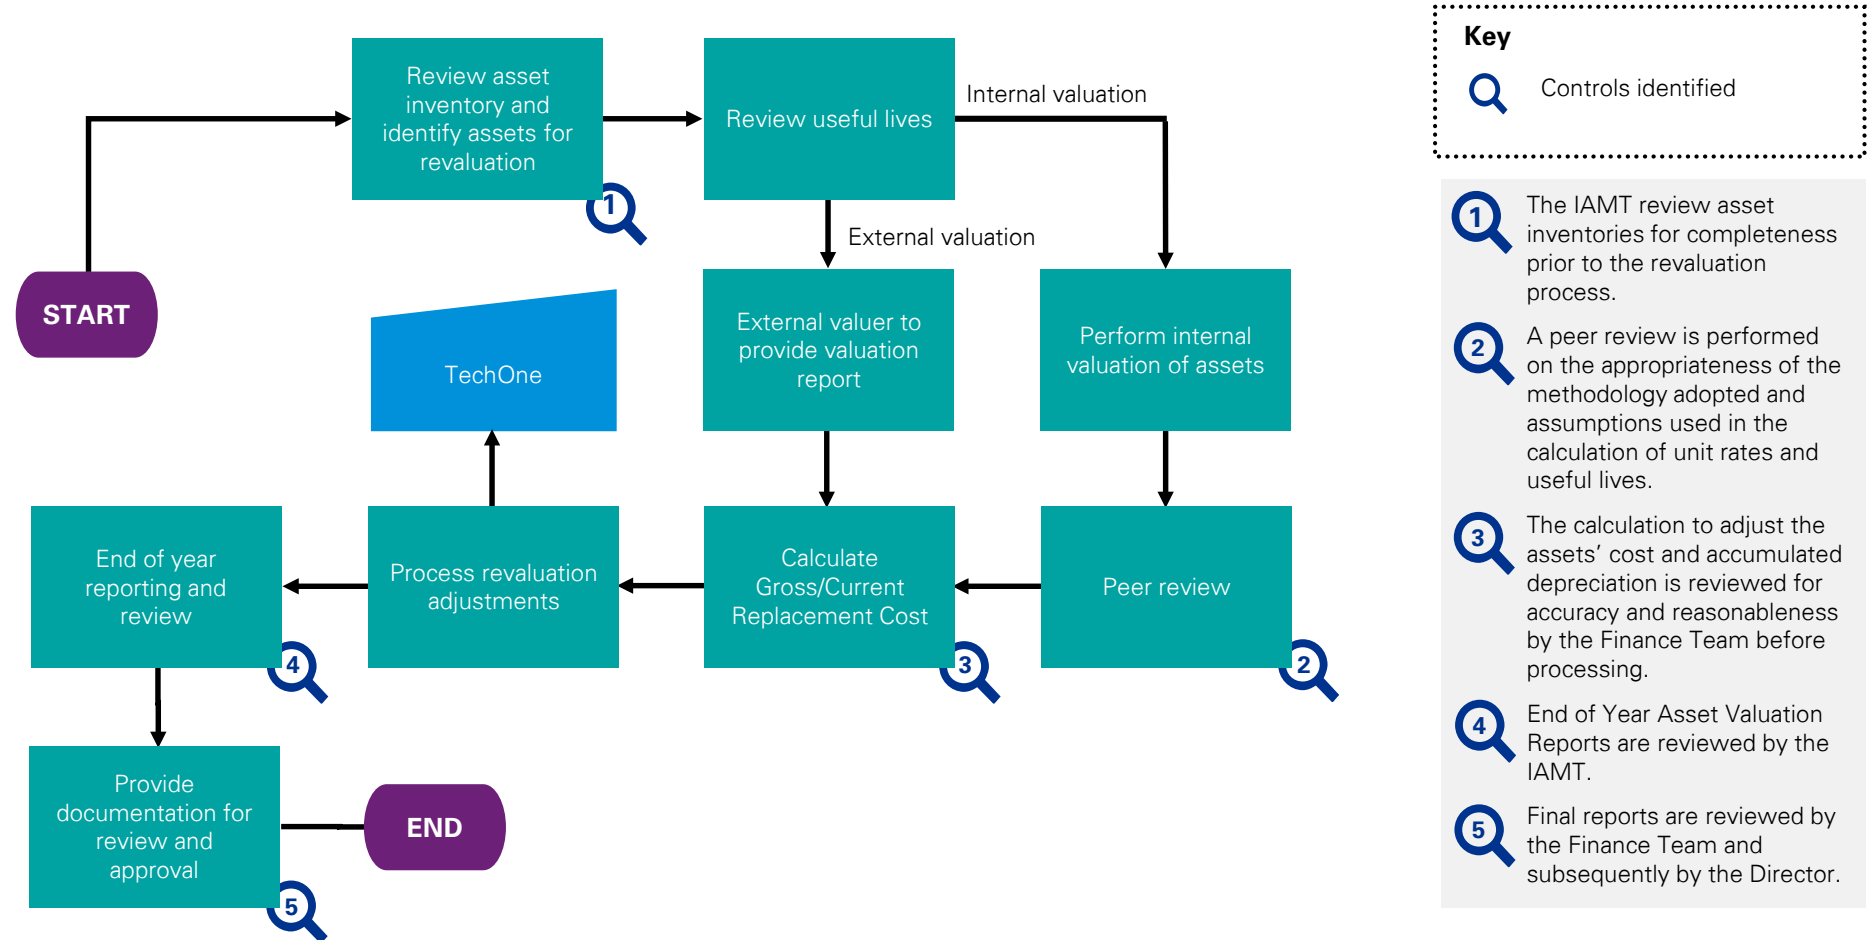 Review asset
inventory and
identify assets for
revaluation
1
Review useful lives
Internal valuation
External valuation
START
TechOne
External valuer to
provide valuation
report
Perform internal
valuation of assets
End of year
reporting and
review
4
Process revaluation
adjustments
Calculate
Gross/Current
Replacement Cost
3
Peer review
2
Provide
documentation for
review and
approval
5
END
Key
Controls identified
1
The IAMT review asset
inventories for completeness
prior to the revaluation
process.
2
A peer review is performed
on the appropriateness of the
methodology adopted and
assumptions used in the
calculation of unit rates and
useful lives.
3
The calculation to adjust the
assets’ cost and accumulated
depreciation is reviewed for
accuracy and reasonableness
by the Finance Team before
processing.
4
End of Year Asset Valuation
Reports are reviewed by the
IAMT.
5
Final reports are reviewed by
the Finance Team and
subsequently by the Director.